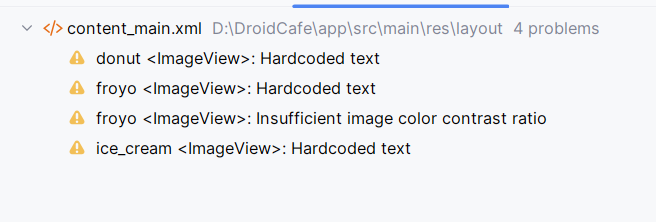 </> content_main.xml D:\DroidCafe\app\src\main\res\layout 4 problems
donut <ImageView>: Hardcoded text
froyo <ImageView>: Hardcoded text
froyo <ImageView>: Insufficient image color contrast ratio
ice_cream <ImageView>: Hardcoded text